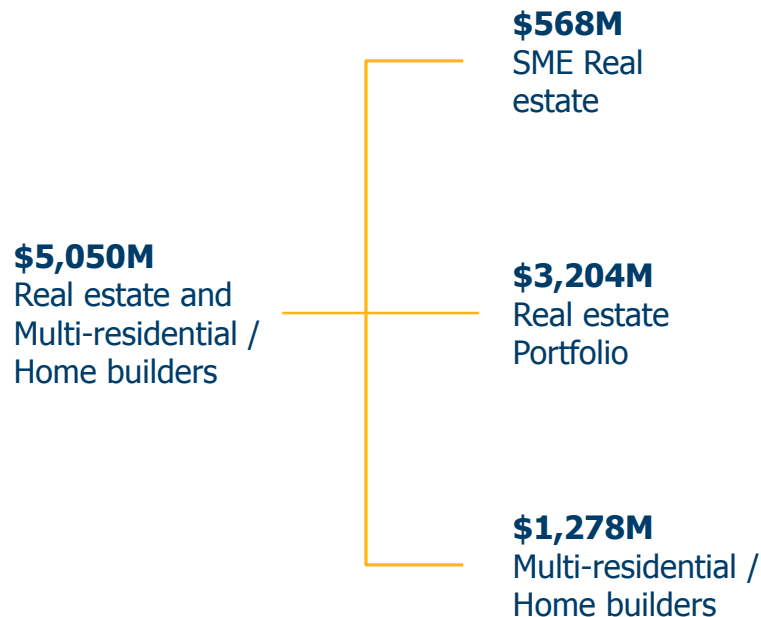 $5,050M
Real estate and
Multi-residential /
Home builders
$568M
SME Real
estate
$3,204M
Real estate
Portfolio
$1,278M
Multi-residential /
Home builders